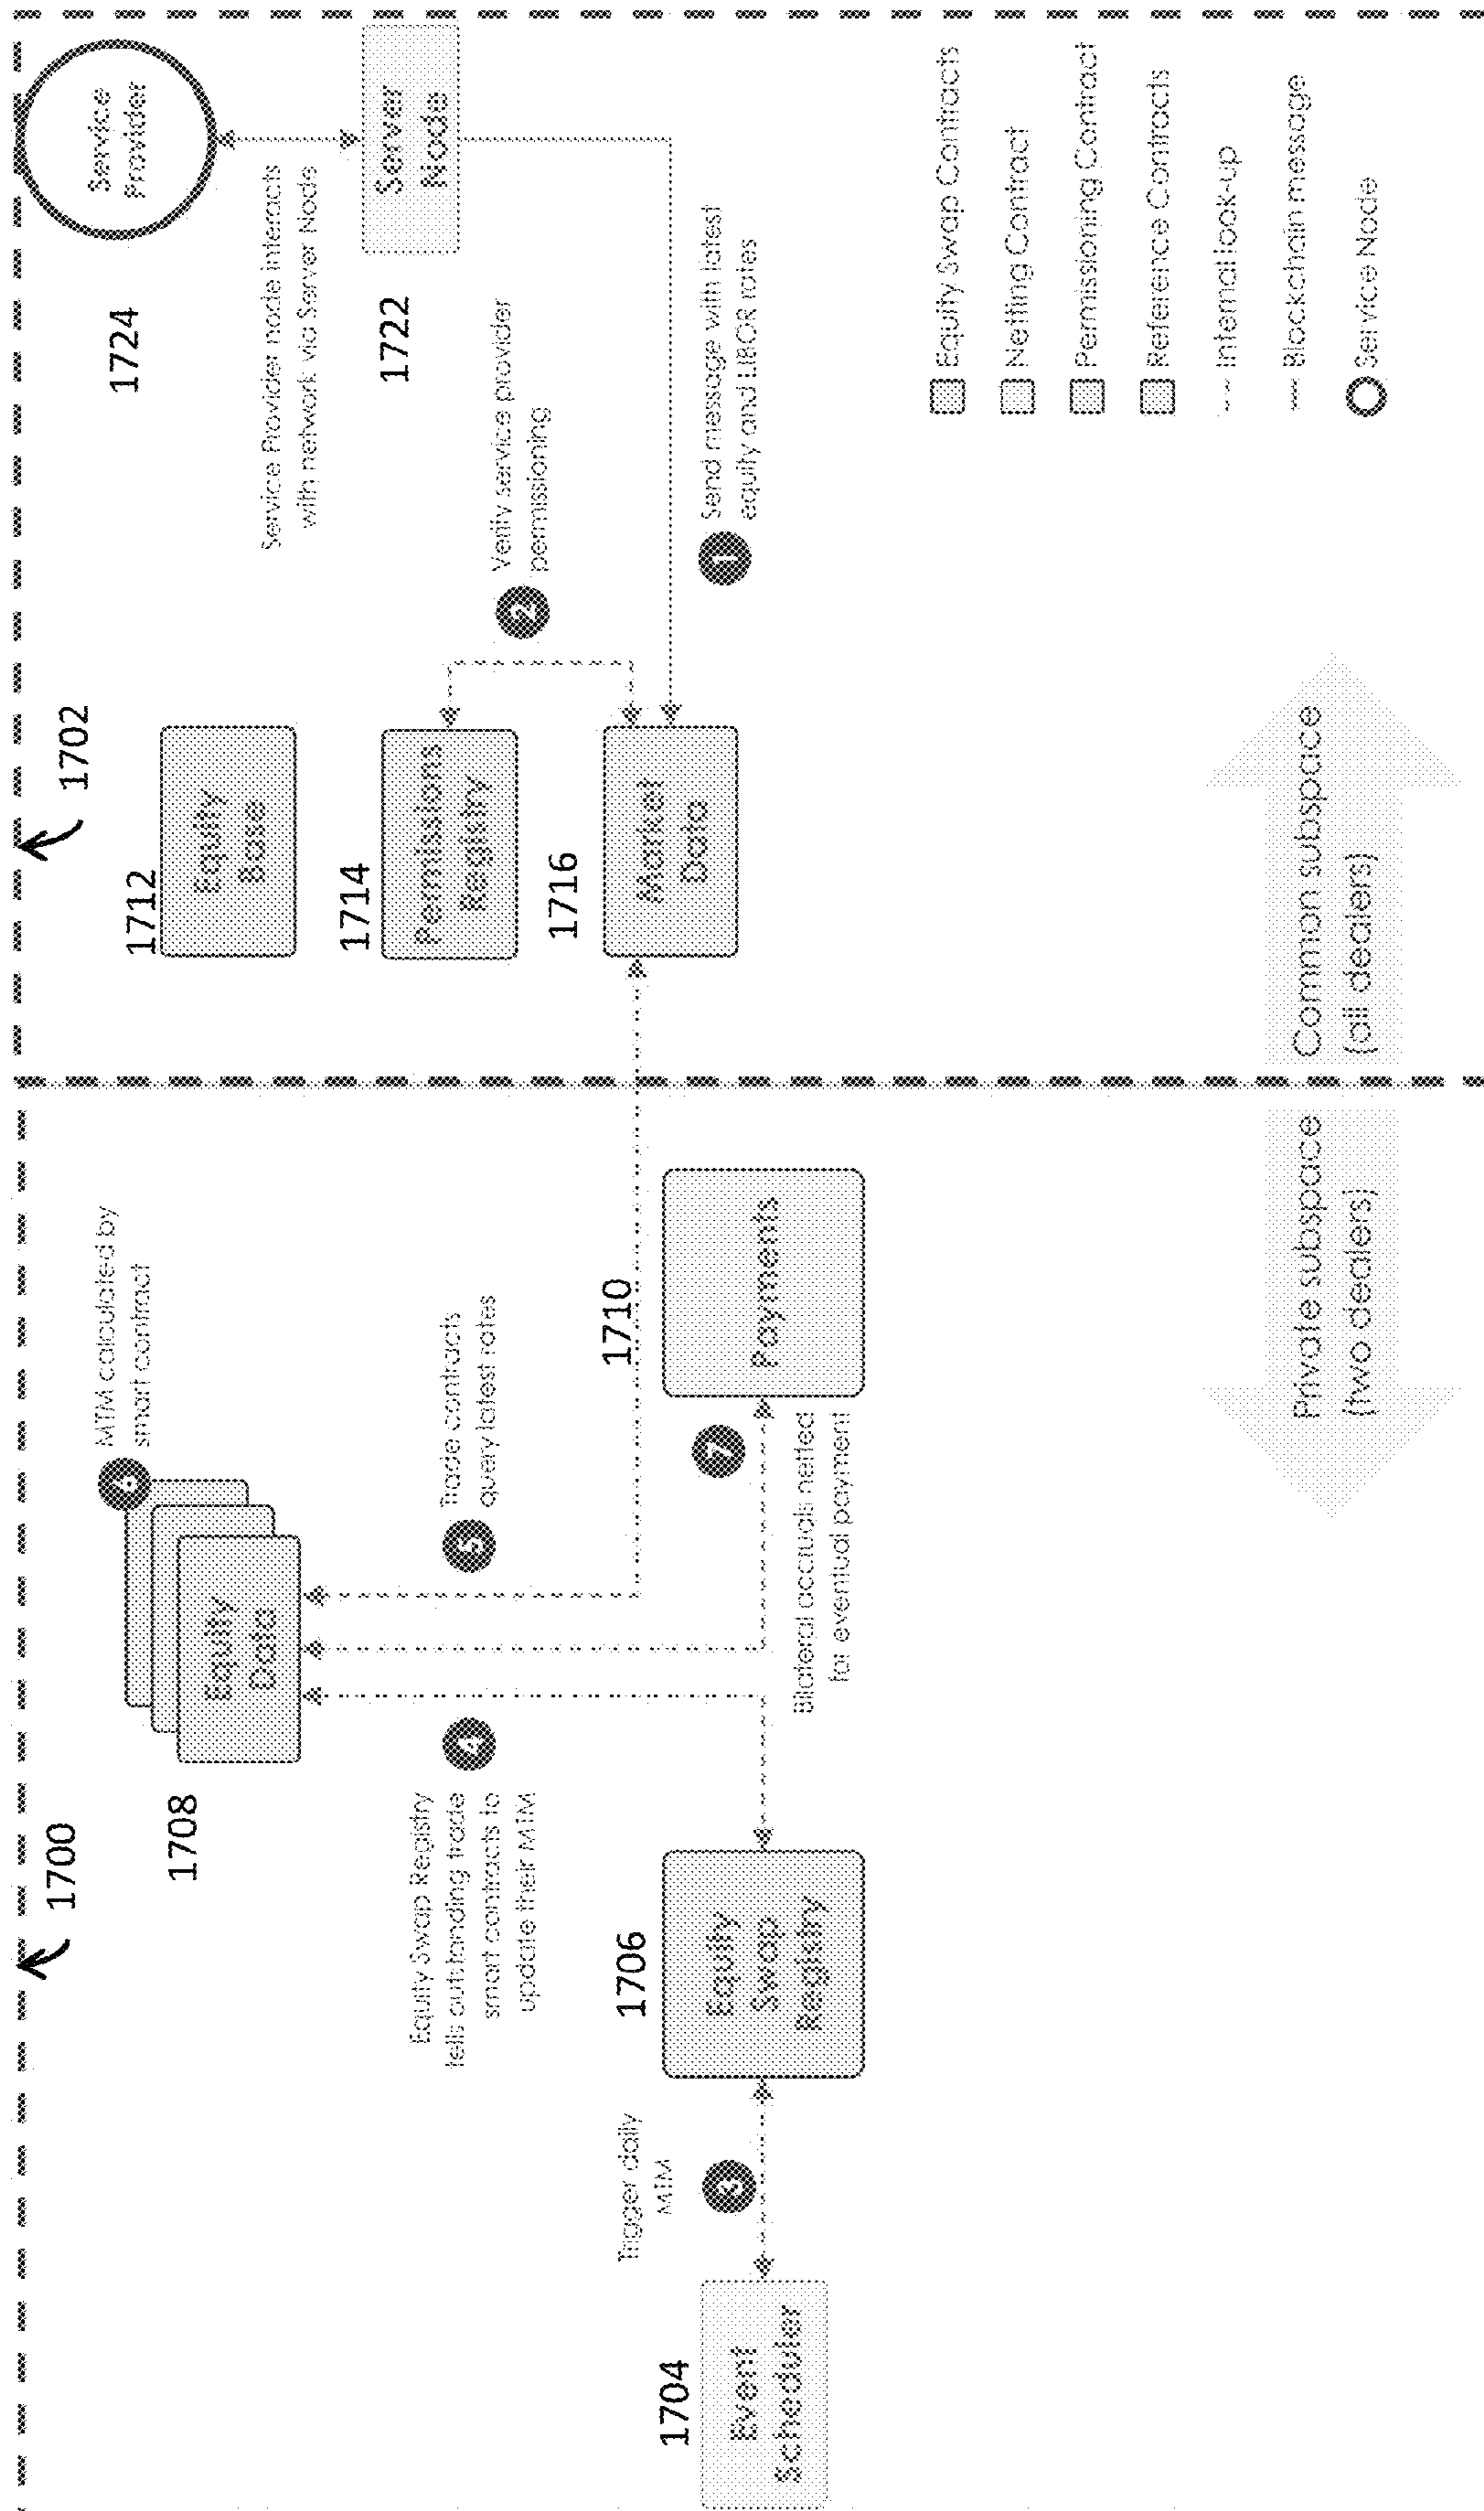 1700
1702
1708
Equity
Data
6
MTM calculated by
smart contract
1712
Equity
Base
1724
Service
Provider
Service Provider node interacts
with network via Server Node
1722
Server
Node
Equity Swap Registry
tells outstanding trade
smart contracts to
update their MTM
4
5
Trade contracts
query latest rates
1714
Permissions
Registry
2
Verify service provider
permissioning
1716
Market
Data
1
Send message with latest
equity and LIBOR rates
1704
Event
Scheduler
Trigger daily
MTM
3
1706
Equity
Swap
Registry
7
Bilateral accruals netted
for eventual payment
1710
Payments
Equity Swap Contracts
Netting Contract
Permissioning Contract
Reference Contracts
Internal look-up
Blockchain message
Service Node
Private subspace
(two dealers)
Common subspace
(all dealers)